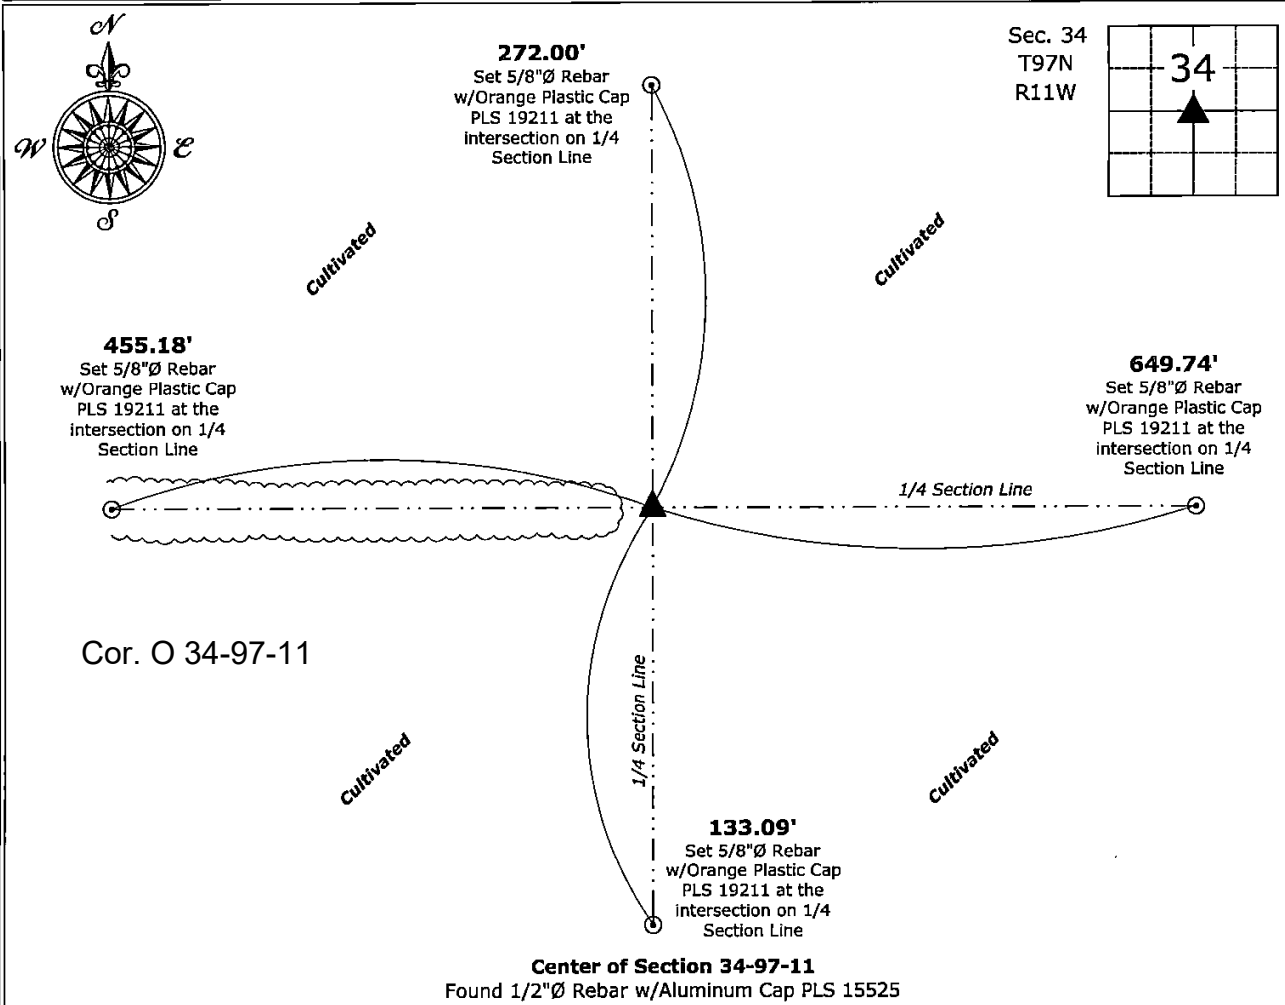 N
W
E
S
272.00'
Set 5/8"Ø Rebar
w/Orange Plastic Cap
PLS 19211 at the
intersection on 1/4
Section Line
Sec. 34
T97N
R11W
34
Cultivated
Cultivated
455.18'
Set 5/8"Ø Rebar
w/Orange Plastic Cap
PLS 19211 at the
intersection on 1/4
Section Line
649.74'
Set 5/8"Ø Rebar
w/Orange Plastic Cap
PLS 19211 at the
intersection on 1/4
Section Line
1/4 Section Line
Cor. O 34-97-11
1/4 Section Line
Cultivated
Cultivated
133.09'
Set 5/8"Ø Rebar
w/Orange Plastic Cap
PLS 19211 at the
intersection on 1/4
Section Line
Center of Section 34-97-11
Found 1/2"Ø Rebar w/Aluminum Cap PLS 15525